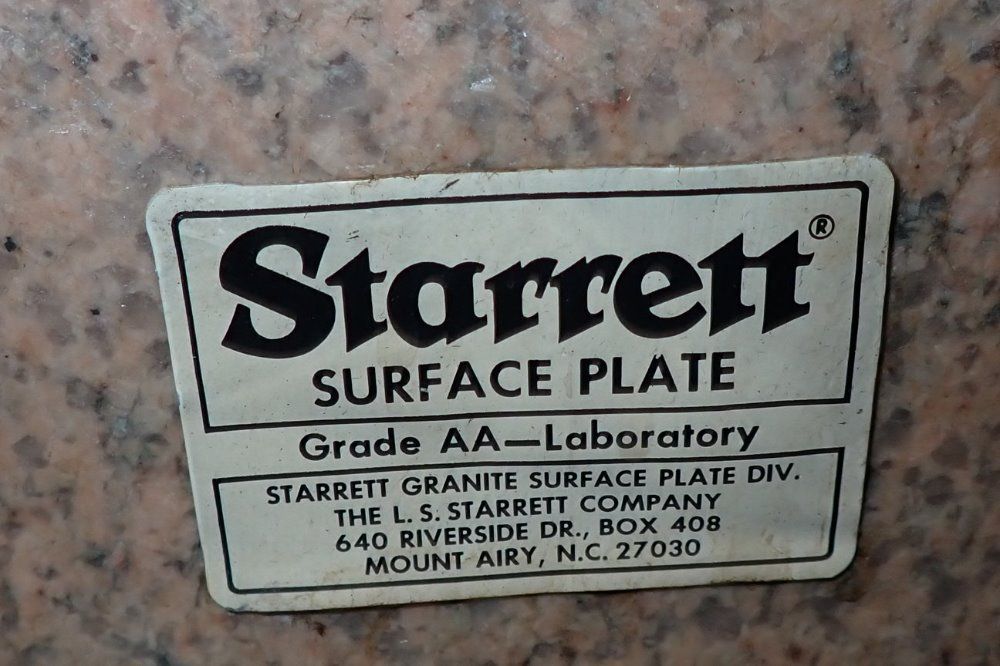 Starrett®
SURFACE PLATE
Grade AA—Laboratory
STARRETT GRANITE SURFACE PLATE DIV.
THE L. S. STARRETT COMPANY
640 RIVERSIDE DR., BOX 408
MOUNT AIRY, N.C. 27030